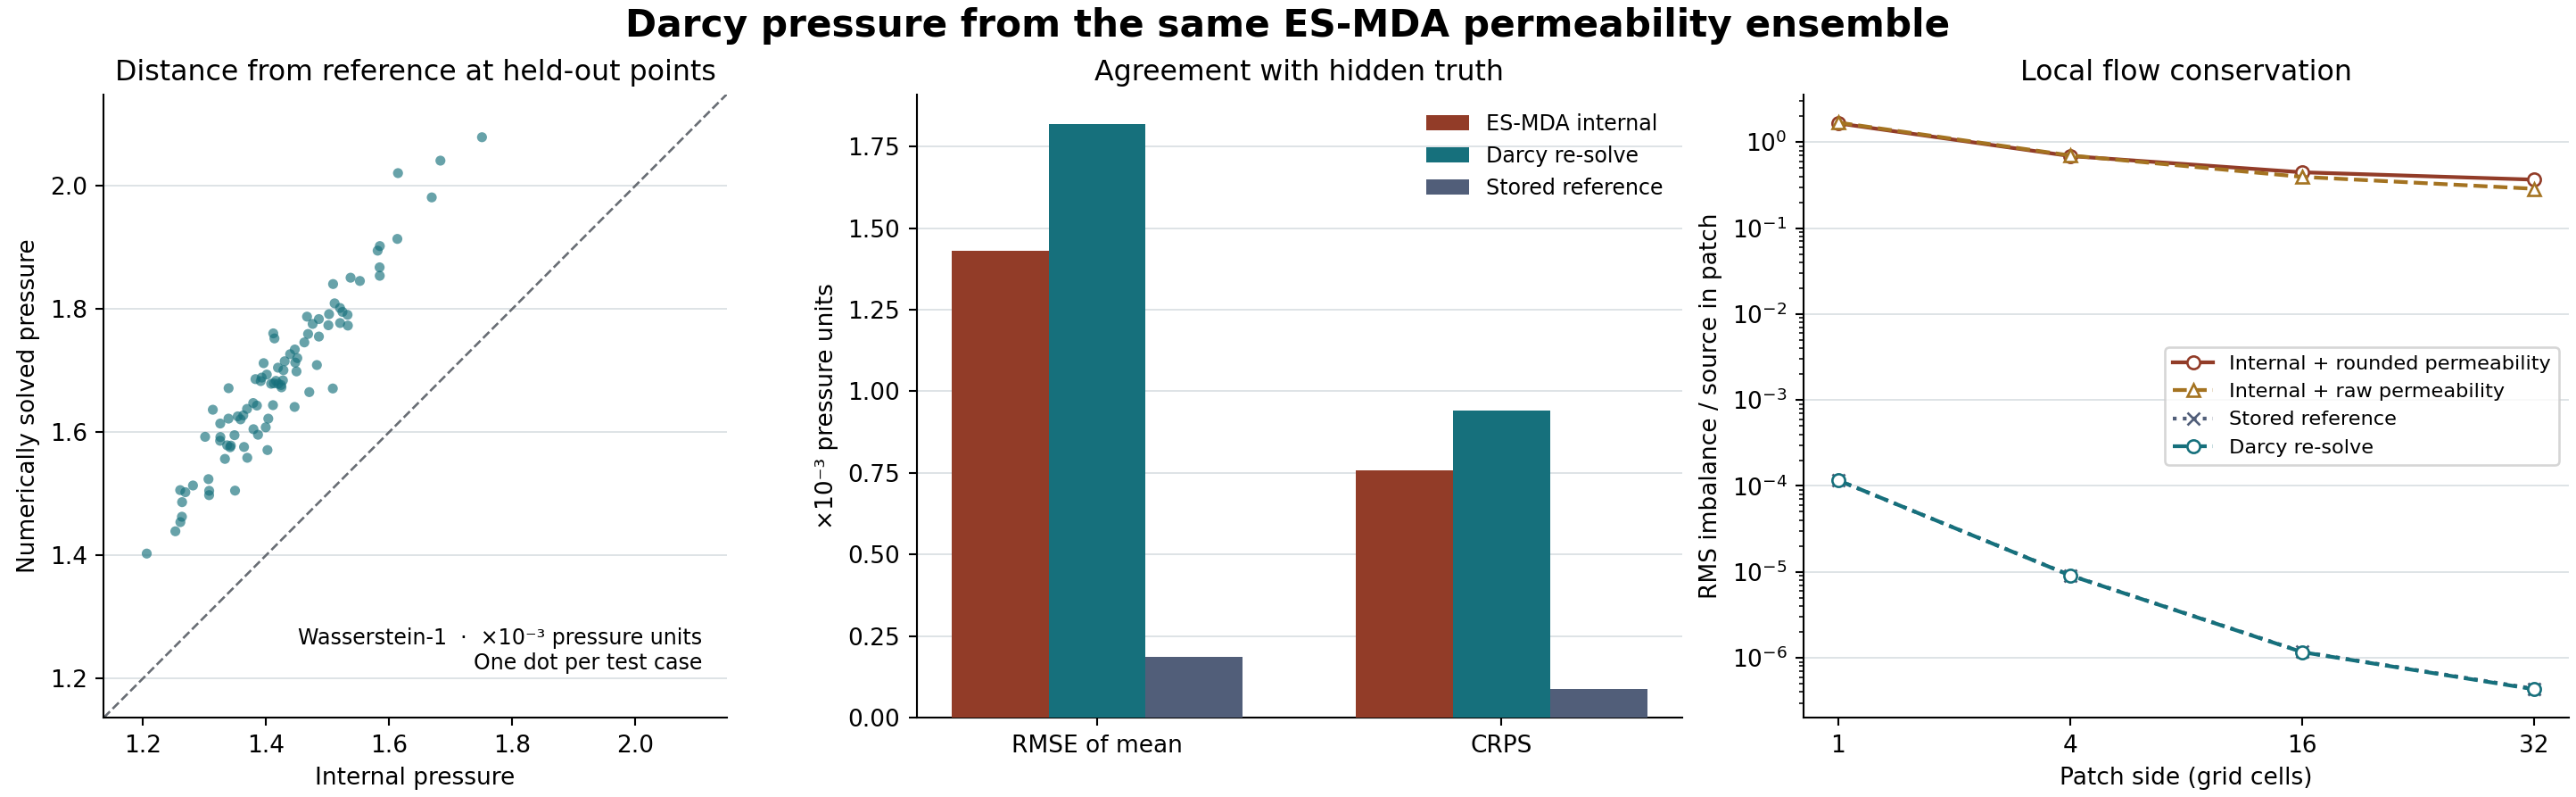 Darcy pressure from the same ES-MDA permeability ensemble
Distance from reference at held-out points
Numerically solved pressure
2.0
1.8
1.6
1.4
1.2
Wasserstein-1 · ×10⁻³ pressure units
One dot per test case
1.2 1.4 1.6 1.8 2.0
Internal pressure
Agreement with hidden truth
×10⁻³ pressure units
1.75
1.50
1.25
1.00
0.75
0.50
0.25
0.00
ES-MDA internal
Darcy re-solve
Stored reference
RMSE of mean CRPS
Local flow conservation
RMS imbalance / source in patch
10⁰
10⁻¹
10⁻²
10⁻³
10⁻⁴
10⁻⁵
10⁻⁶
Internal + rounded permeability
Internal + raw permeability
Stored reference
Darcy re-solve
1 4 16 32
Patch side (grid cells)